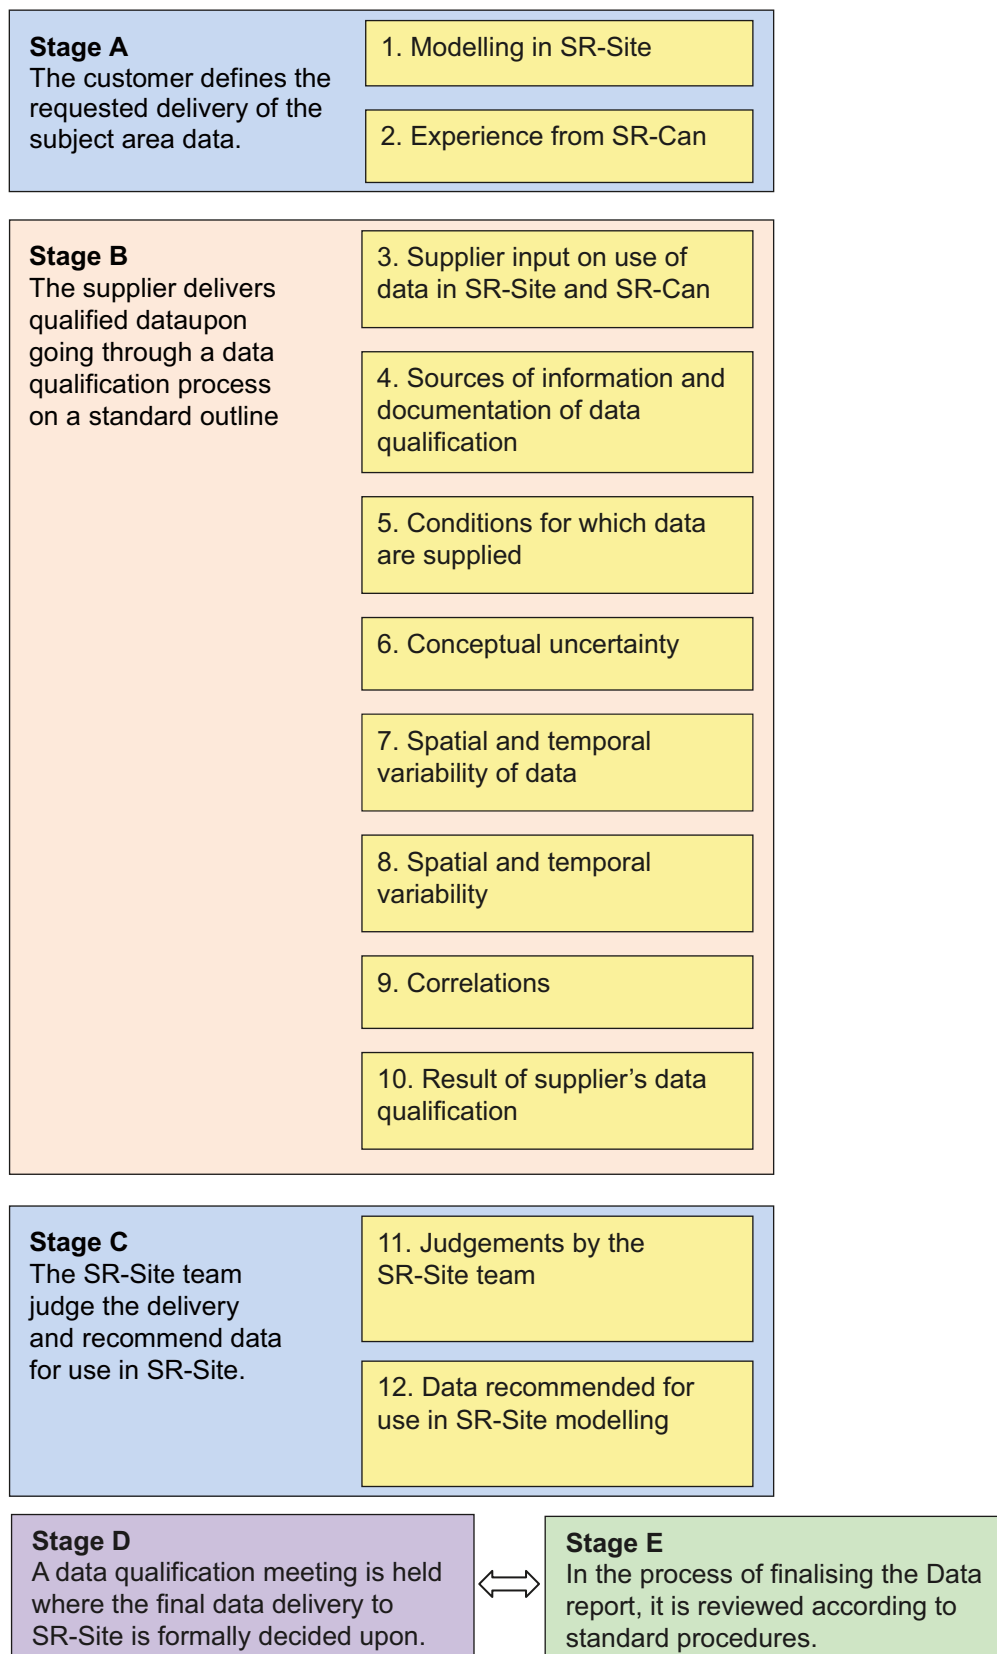 Stage A
The customer defines the
requested delivery of the
subject area data.
1. Modelling in SR-Site
2. Experience from SR-Can
Stage B
The supplier delivers
qualified dataupon
going through a data
qualification process
on a standard outline
3. Supplier input on use of
data in SR-Site and SR-Can
4. Sources of information and
documentation of data
qualification
5. Conditions for which data
are supplied
6. Conceptual uncertainty
7. Spatial and temporal
variability of data
8. Spatial and temporal
variability
9. Correlations
10. Result of supplier’s data
qualification
Stage C
The SR-Site team
judge the delivery
and recommend data
for use in SR-Site.
11. Judgements by the
SR-Site team
12. Data recommended for
use in SR-Site modelling
Stage D
A data qualification meeting is held
where the final data delivery to
SR-Site is formally decided upon.
Stage E
In the process of finalising the Data
report, it is reviewed according to
standard procedures.